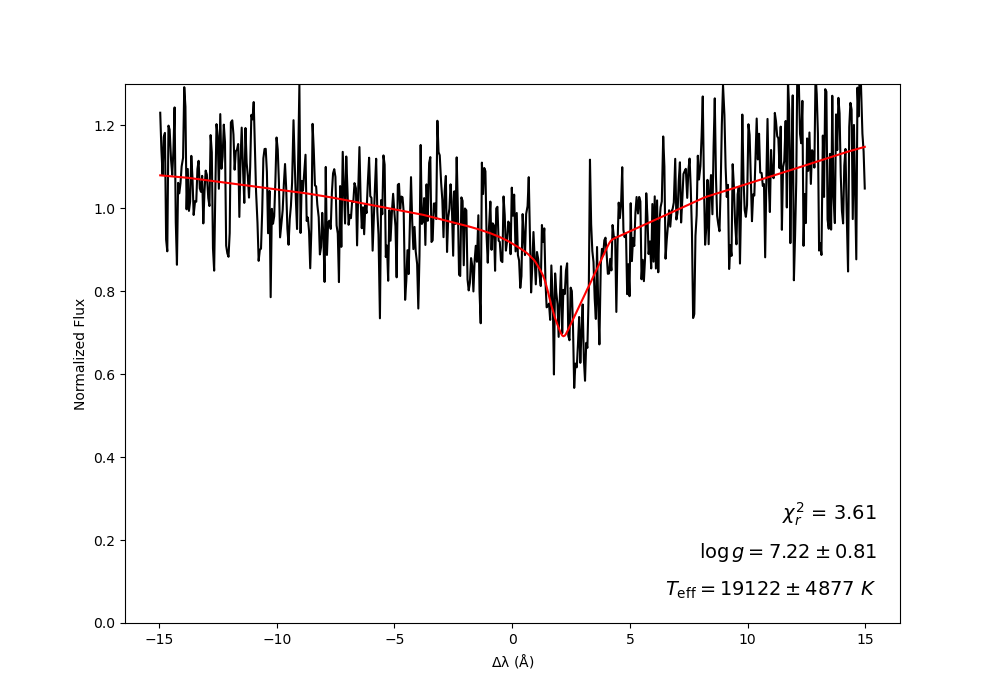 1.2
1.0
0.8
0.6
0.4
0.2
0.0
Normalized Flux
χ²ᵣ = 3.61
log g = 7.22 ± 0.81
T_eff = 19122 ± 4877 K
−15 −10 −5 0 5 10 15
Δλ (Å)